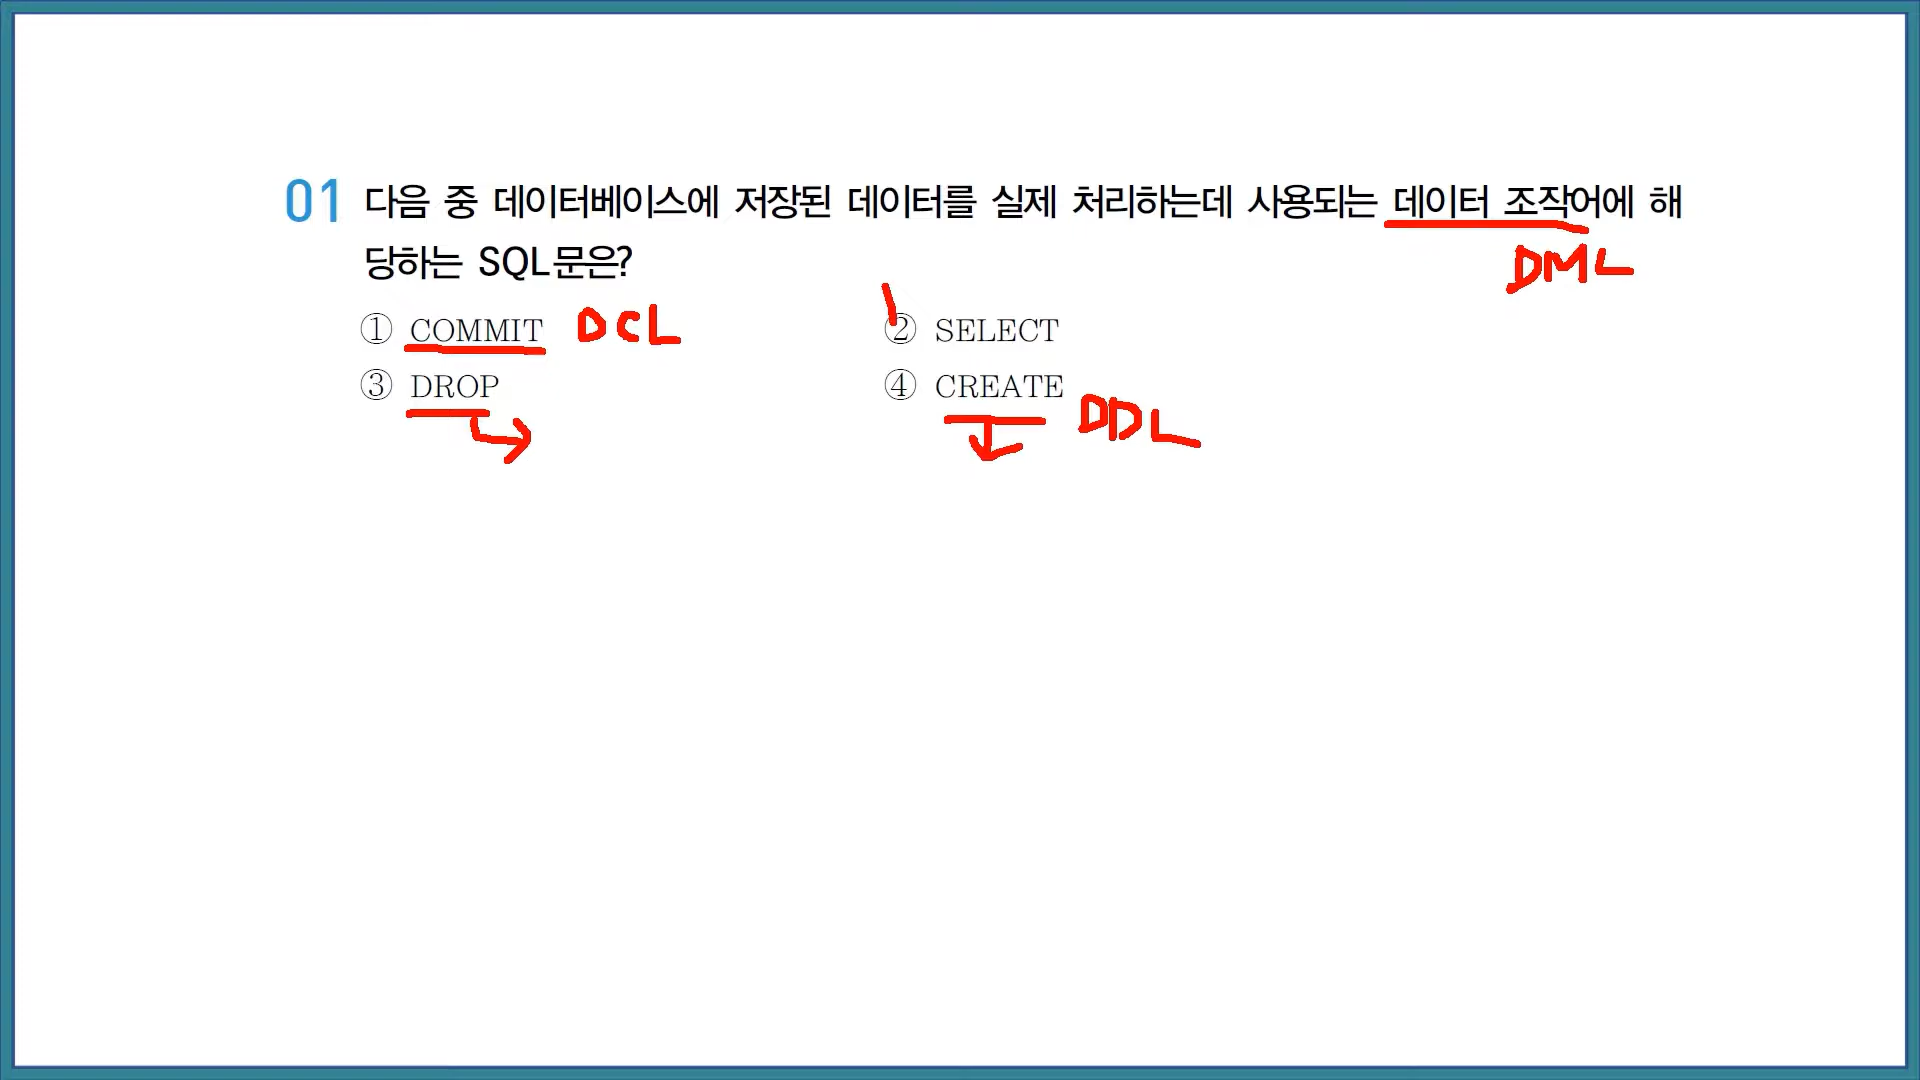 01 다음 중 데이터베이스에 저장된 데이터를 실제 처리하는데 사용되는 데이터 조작어에 해
당하는 SQL문은?
DML
① COMMIT DCL ② SELECT
③ DROP ④ CREATE
DDL